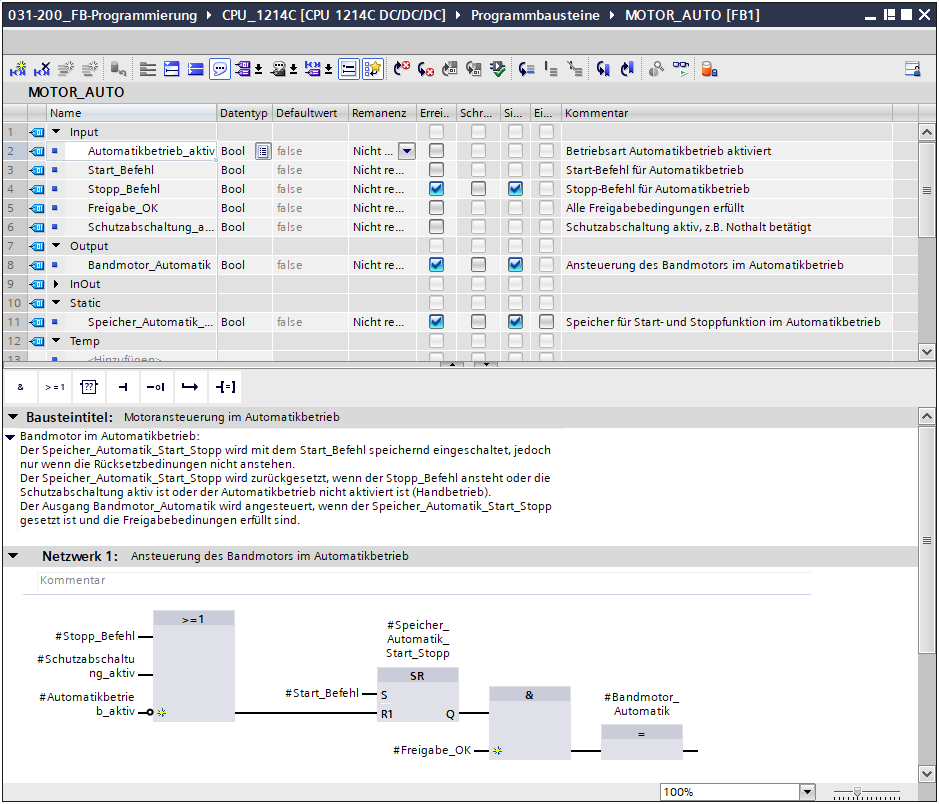 031-200_FB-Programmierung ▸ CPU_1214C [CPU 1214C DC/DC/DC] ▸ Programmbausteine ▸ MOTOR_AUTO [FB1]
MOTOR_AUTO
Name Datentyp Defaultwert Remanenz Errei... Schr... Si... Ei... Kommentar
1 Input
2 Automatikbetrieb_aktiv Bool false Nicht ... Betriebsart Automatikbetrieb aktiviert
3 Start_Befehl Bool false Nicht re... Start-Befehl für Automatikbetrieb
4 Stopp_Befehl Bool false Nicht re... Stopp-Befehl für Automatikbetrieb
5 Freigabe_OK Bool false Nicht re... Alle Freigabebedingungen erfüllt
6 Schutzabschaltung_a... Bool false Nicht re... Schutzabschaltung aktiv, z.B. Nothalt betätigt
7 Output
8 Bandmotor_Automatik Bool false Nicht re... Ansteuerung des Bandmotors im Automatikbetrieb
9 InOut
10 Static
11 Speicher_Automatik_... Bool false Nicht re... Speicher für Start- und Stoppfunktion im Automatikbetrieb
12 Temp
13 <Hinzufügen>
& >=1 ?? -o| -[=]
Bausteintitel: Motoransteuerung im Automatikbetrieb
Bandmotor im Automatikbetrieb:
Der Speicher_Automatik_Start_Stopp wird mit dem Start_Befehl speichernd eingeschaltet, jedoch
nur wenn die Rücksetzbedinungen nicht anstehen.
Der Speicher_Automatik_Start_Stopp wird zurückgesetzt, wenn der Stopp_Befehl ansteht oder die
Schutzabschaltung aktiv ist oder der Automatikbetrieb nicht aktiviert ist (Handbetrieb).
Der Ausgang Bandmotor_Automatik wird angesteuert, wenn der Speicher_Automatik_Start_Stopp
gesetzt ist und die Freigabebedinungen erfüllt sind.
Netzwerk 1: Ansteuerung des Bandmotors im Automatikbetrieb
Kommentar
>=1
#Stopp_Befehl
#Schutzabschaltu
ng_aktiv
#Automatikbetrie
b_aktiv
#Speicher_
Automatik_
Start_Stopp
SR
#Start_Befehl S
R1 Q
&
#Freigabe_OK
#Bandmotor_
Automatik
=
100%